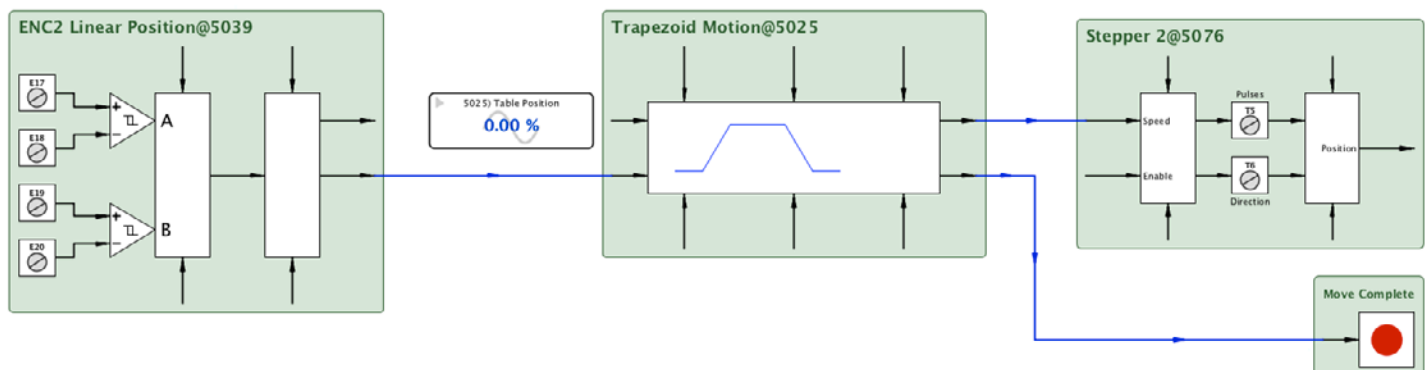 ENC2 Linear Position@5039
E17
+
−
A
E18
E19
+
−
B
E20
5025) Table Position
0.00 %
Trapezoid Motion@5025
Stepper 2@5076
Pulses
Speed
T5
Position
Enable
T6
Direction
Move Complete